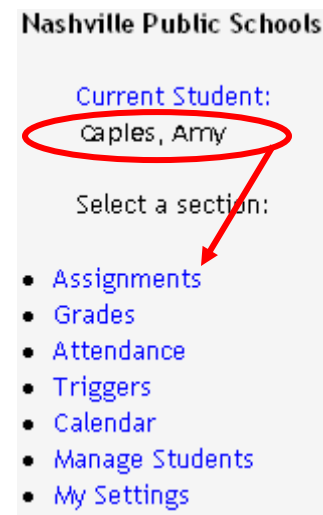 Nashville Public Schools
Current Student:
Caples, Amy
Select a section:
• Assignments
• Grades
• Attendance
• Triggers
• Calendar
• Manage Students
• My Settings